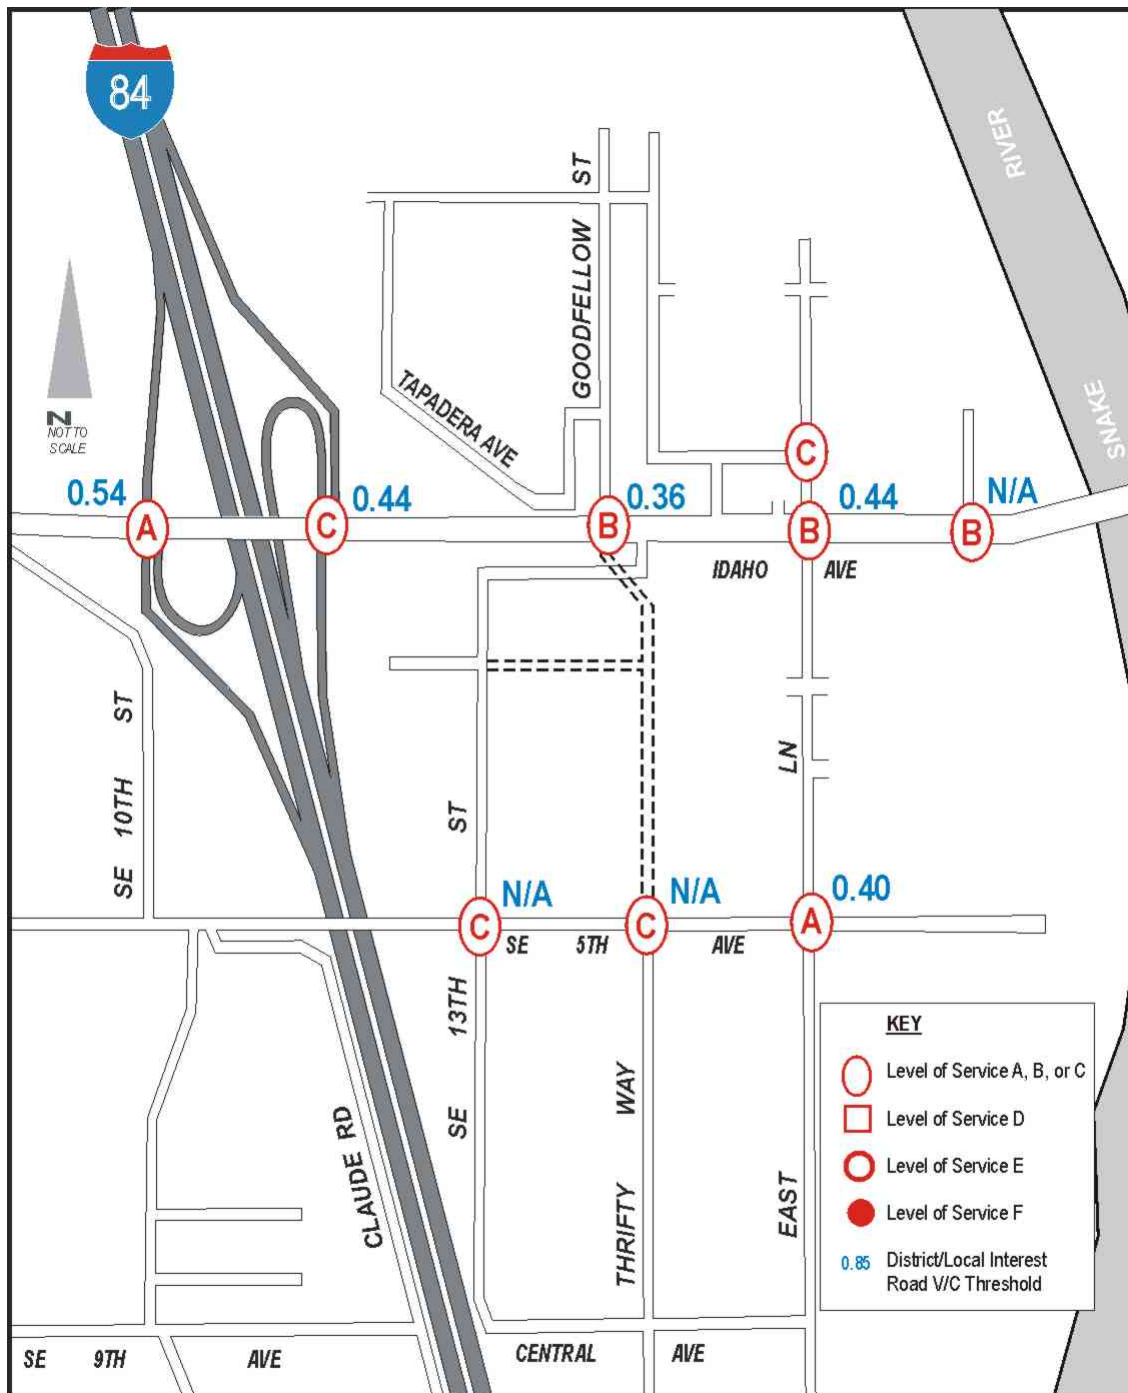 84
RIVER
SNAKE
GOODFELLOW ST
TAPADERA AVE
N
NOT TO
SCALE
C
0.54
A
0.44
C
0.36
B
0.44
B
N/A
B
IDAHO AVE
SE 10TH ST
N/A
C
N/A
C
0.40
A
SE 5TH AVE
SE 13TH ST
THRIFTY WAY
EAST LN
CLAUDE RD
SE 9TH AVE
CENTRAL AVE
KEY
Level of Service A, B, or C
Level of Service D
Level of Service E
Level of Service F
0.85 District/Local Interest
Road V/C Threshold